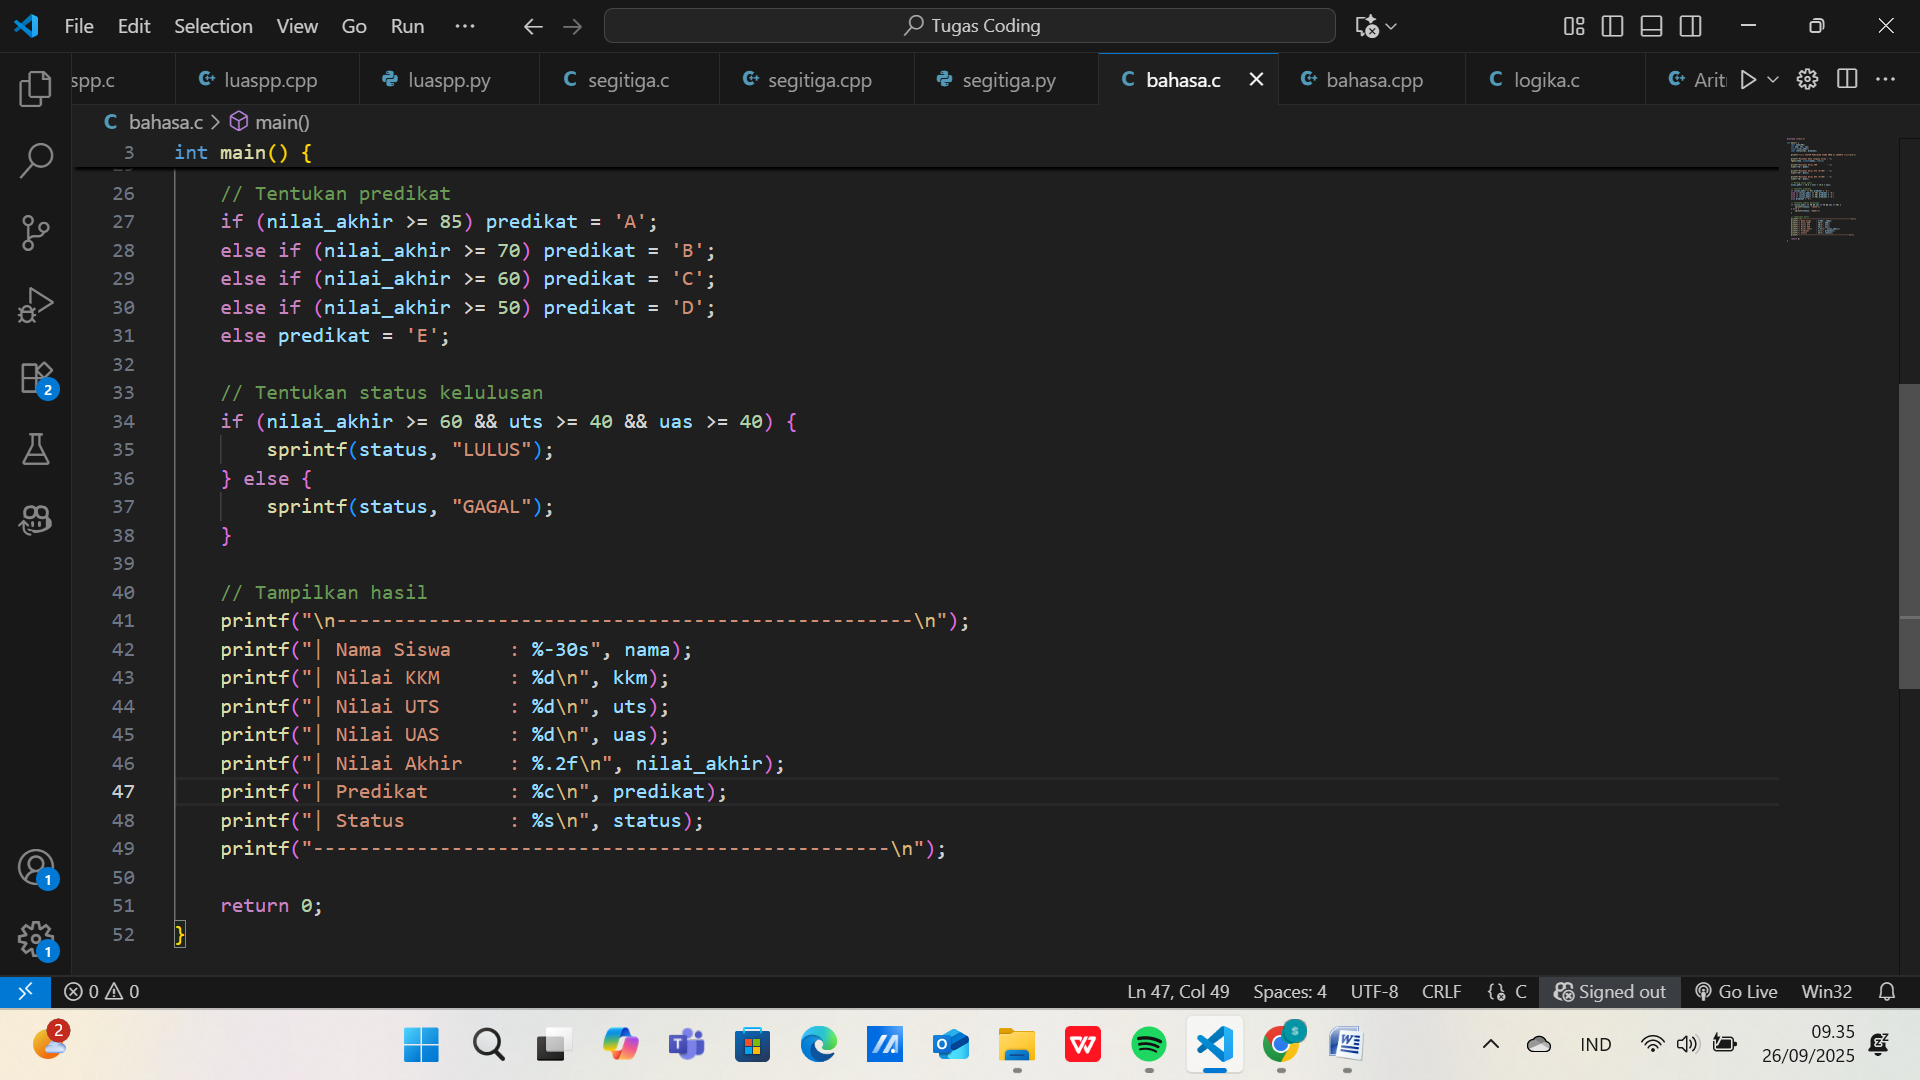 File Edit Selection View Go Run ··· Tugas Coding
spp.c luaspp.cpp luaspp.py segitiga.c segitiga.cpp segitiga.py bahasa.c bahasa.cpp logika.c Arit
C bahasa.c > main()
3 int main() {
26 // Tentukan predikat
27 if (nilai_akhir >= 85) predikat = 'A';
28 else if (nilai_akhir >= 70) predikat = 'B';
29 else if (nilai_akhir >= 60) predikat = 'C';
30 else if (nilai_akhir >= 50) predikat = 'D';
31 else predikat = 'E';
32
33 // Tentukan status kelulusan
34 if (nilai_akhir >= 60 && uts >= 40 && uas >= 40) {
35 sprintf(status, "LULUS");
36 } else {
37 sprintf(status, "GAGAL");
38 }
39
40 // Tampilkan hasil
41 printf("\n--------------------------------------------------\n");
42 printf("| Nama Siswa     : %-30s", nama);
43 printf("| Nilai KKM      : %d\n", kkm);
44 printf("| Nilai UTS      : %d\n", uts);
45 printf("| Nilai UAS      : %d\n", uas);
46 printf("| Nilai Akhir    : %.2f\n", nilai_akhir);
47 printf("| Predikat       : %c\n", predikat);
48 printf("| Status         : %s\n", status);
49 printf("--------------------------------------------------\n");
50
51 return 0;
52 }
2
1
1
0 0 Ln 47, Col 49 Spaces: 4 UTF-8 CRLF C Signed out Go Live Win32
2 IND 09.35
26/09/2025